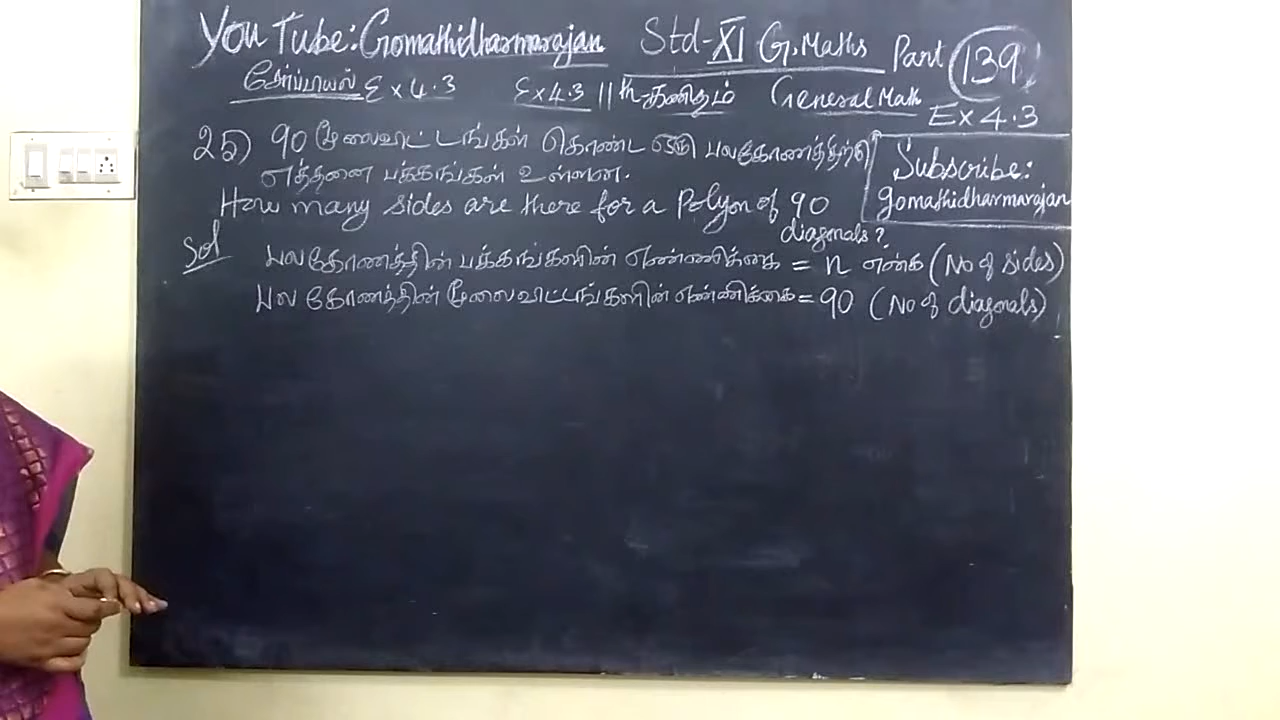 YouTube: Gomathidharmarajan Std-XI G.Maths Part 139
சேர்ப்பியல் Ex 4.3 Ex 4.3 11th-கணிதம் General Math
Ex 4.3
25) 90 மூலைவிட்டங்கள் கொண்ட ஒரு பலகோணத்திற்கு
எத்தனை பக்கங்கள் உள்ளன.
How many sides are there for a Polyon of 90
diagonals?
Subscribe:
gomathidharmarajan
Sol பலகோணத்தின் பக்கங்களின் எண்ணிக்கை = n என்க (No of sides)
பல கோணத்தின் மூலைவிட்டங்களின் எண்ணிக்கை = 90 (No of diagonals)